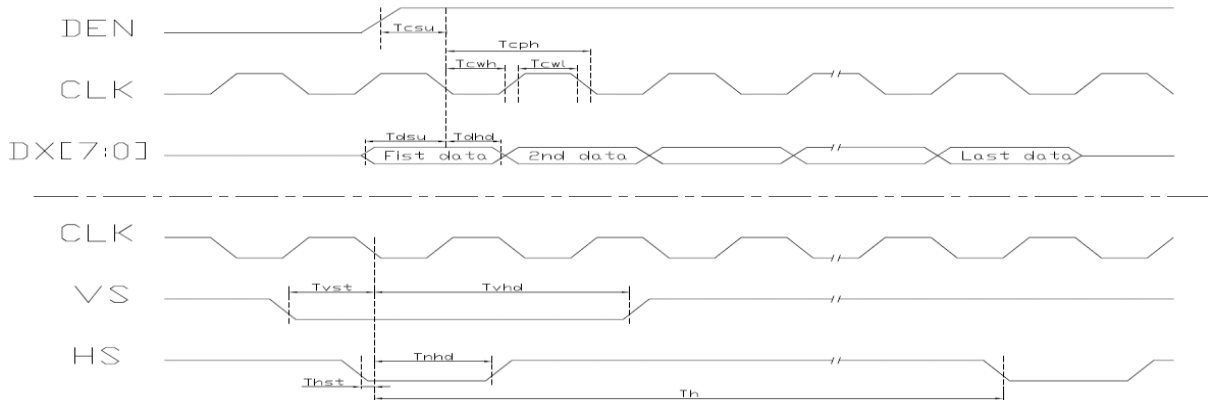 DEN
Tcsu
Tcph
CLK
Tcwh
Tcwl
DX[7:0]
Tdsu
Tdhd
Fist data
2nd data
Last data
CLK
VS
Tvst
Tvhd
HS
Tnhd
Thst
Th